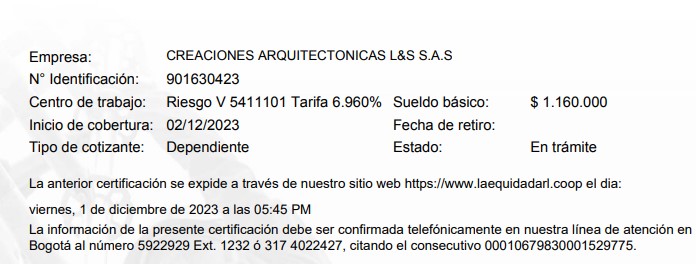 Empresa: CREACIONES ARQUITECTONICAS L&S S.A.S
N° Identificación: 901630423
Centro de trabajo: Riesgo V 5411101 Tarifa 6.960% Sueldo básico: $ 1.160.000
Inicio de cobertura: 02/12/2023 Fecha de retiro:
Tipo de cotizante: Dependiente Estado: En trámite
La anterior certificación se expide a través de nuestro sitio web https://www.laequidadarl.coop el dia:
viernes, 1 de diciembre de 2023 a las 05:45 PM
La información de la presente certificación debe ser confirmada telefónicamente en nuestra línea de atención en
Bogotá al número 5922929 Ext. 1232 ó 317 4022427, citando el consecutivo 00010679830001529775.